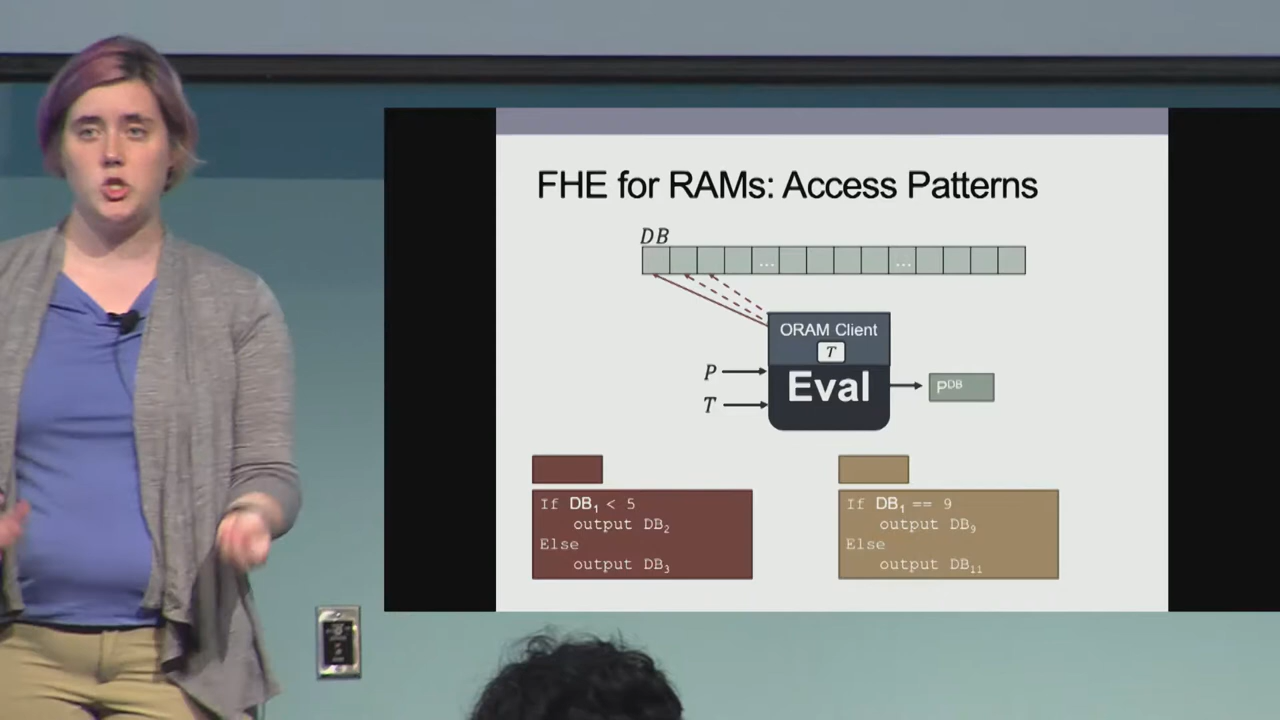 FHE for RAMs: Access Patterns
DB
... ...
ORAM Client
T
P
Eval
PDB
T
If DB1 < 5
output DB2
Else
output DB3
If DB1 == 9
output DB9
Else
output DB11